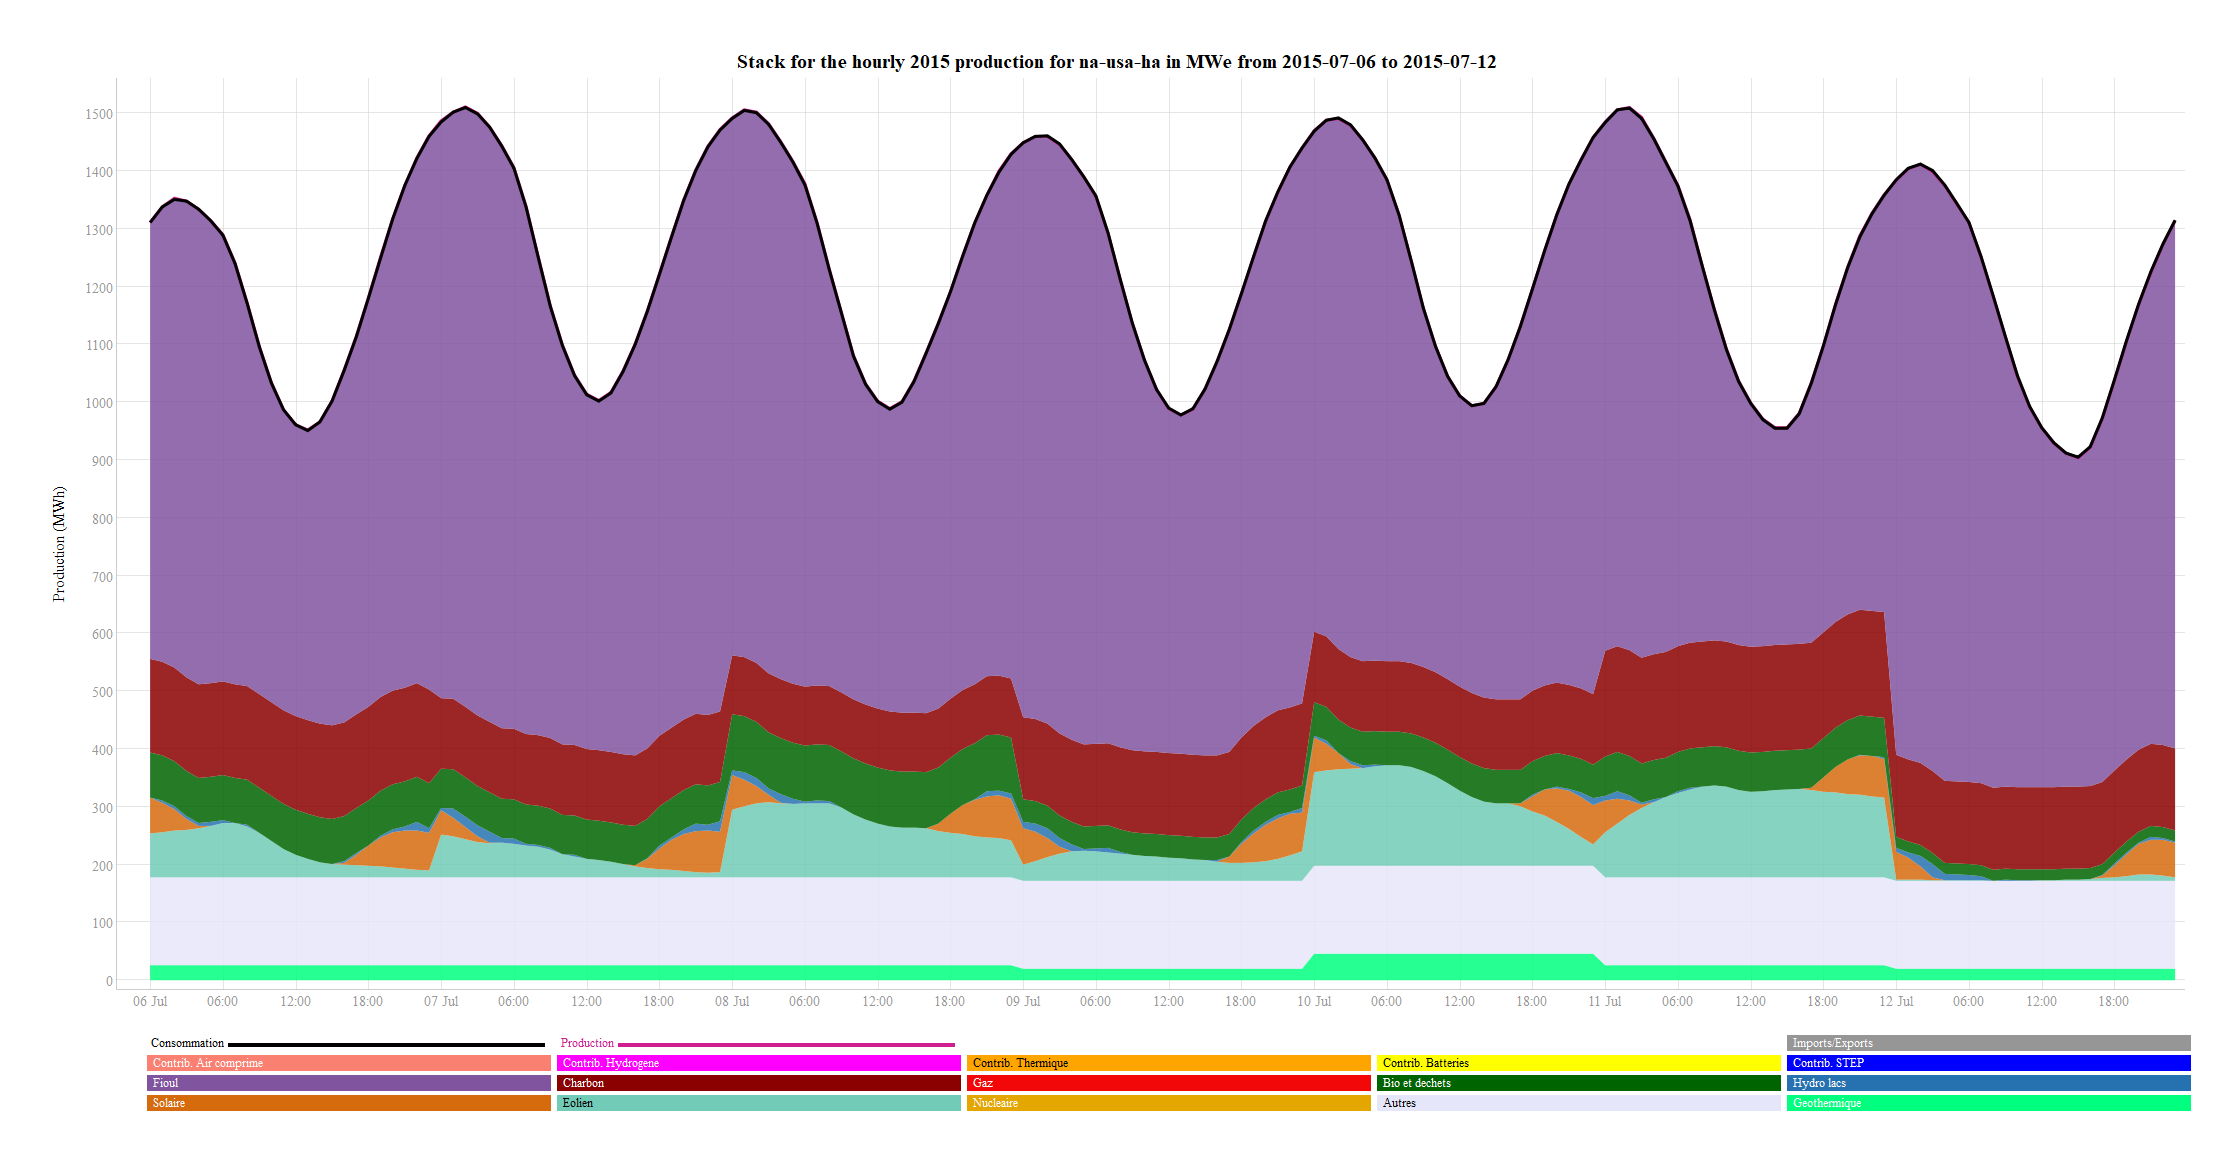 Stack for the hourly 2015 production for na-usa-ha in MWe from 2015-07-06 to 2015-07-12
Production (MWh)
1500
1400
1300
1200
1100
1000
900
800
700
600
500
400
300
200
100
0
06 Jul 06:00 12:00 18:00 07 Jul 06:00 12:00 18:00 08 Jul 06:00 12:00 18:00 09 Jul 06:00 12:00 18:00 10 Jul 06:00 12:00 18:00 11 Jul 06:00 12:00 18:00 12 Jul 06:00 12:00 18:00
Consommation Production Imports/Exports
Contrib. Air comprime Contrib. Hydrogene Contrib. Thermique Contrib. Batteries Contrib. STEP
Fioul Charbon Gaz Bio et dechets Hydro lacs
Solaire Eolien Nucleaire Autres Geothermique